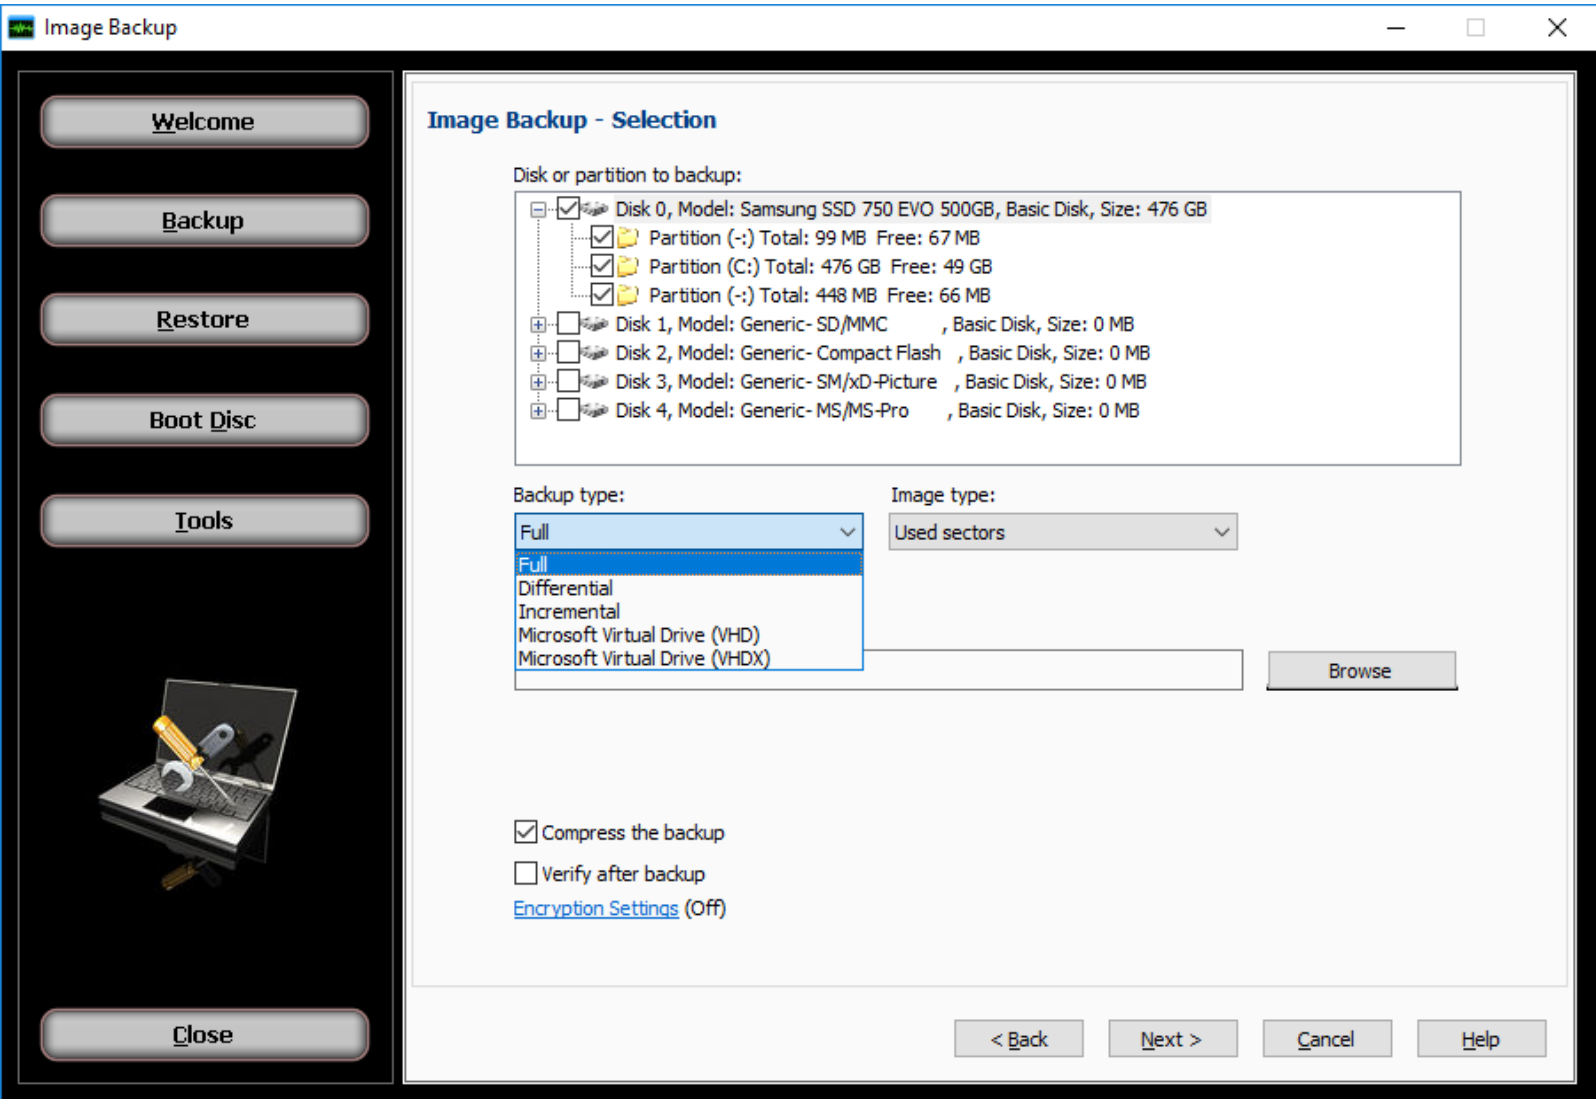 Image Backup
Welcome
Backup
Restore
Boot Disc
Tools
Close
Image Backup - Selection
Disk or partition to backup:
Disk 0, Model: Samsung SSD 750 EVO 500GB, Basic Disk, Size: 476 GB
Partition (-:) Total: 99 MB Free: 67 MB
Partition (C:) Total: 476 GB Free: 49 GB
Partition (-:) Total: 448 MB Free: 66 MB
Disk 1, Model: Generic- SD/MMC , Basic Disk, Size: 0 MB
Disk 2, Model: Generic- Compact Flash , Basic Disk, Size: 0 MB
Disk 3, Model: Generic- SM/xD-Picture , Basic Disk, Size: 0 MB
Disk 4, Model: Generic- MS/MS-Pro , Basic Disk, Size: 0 MB
Backup type: Image type:
Full Used sectors
Full
Differential
Incremental
Microsoft Virtual Drive (VHD)
Microsoft Virtual Drive (VHDX)
Browse
Compress the backup
Verify after backup
Encryption Settings (Off)
< Back Next > Cancel Help